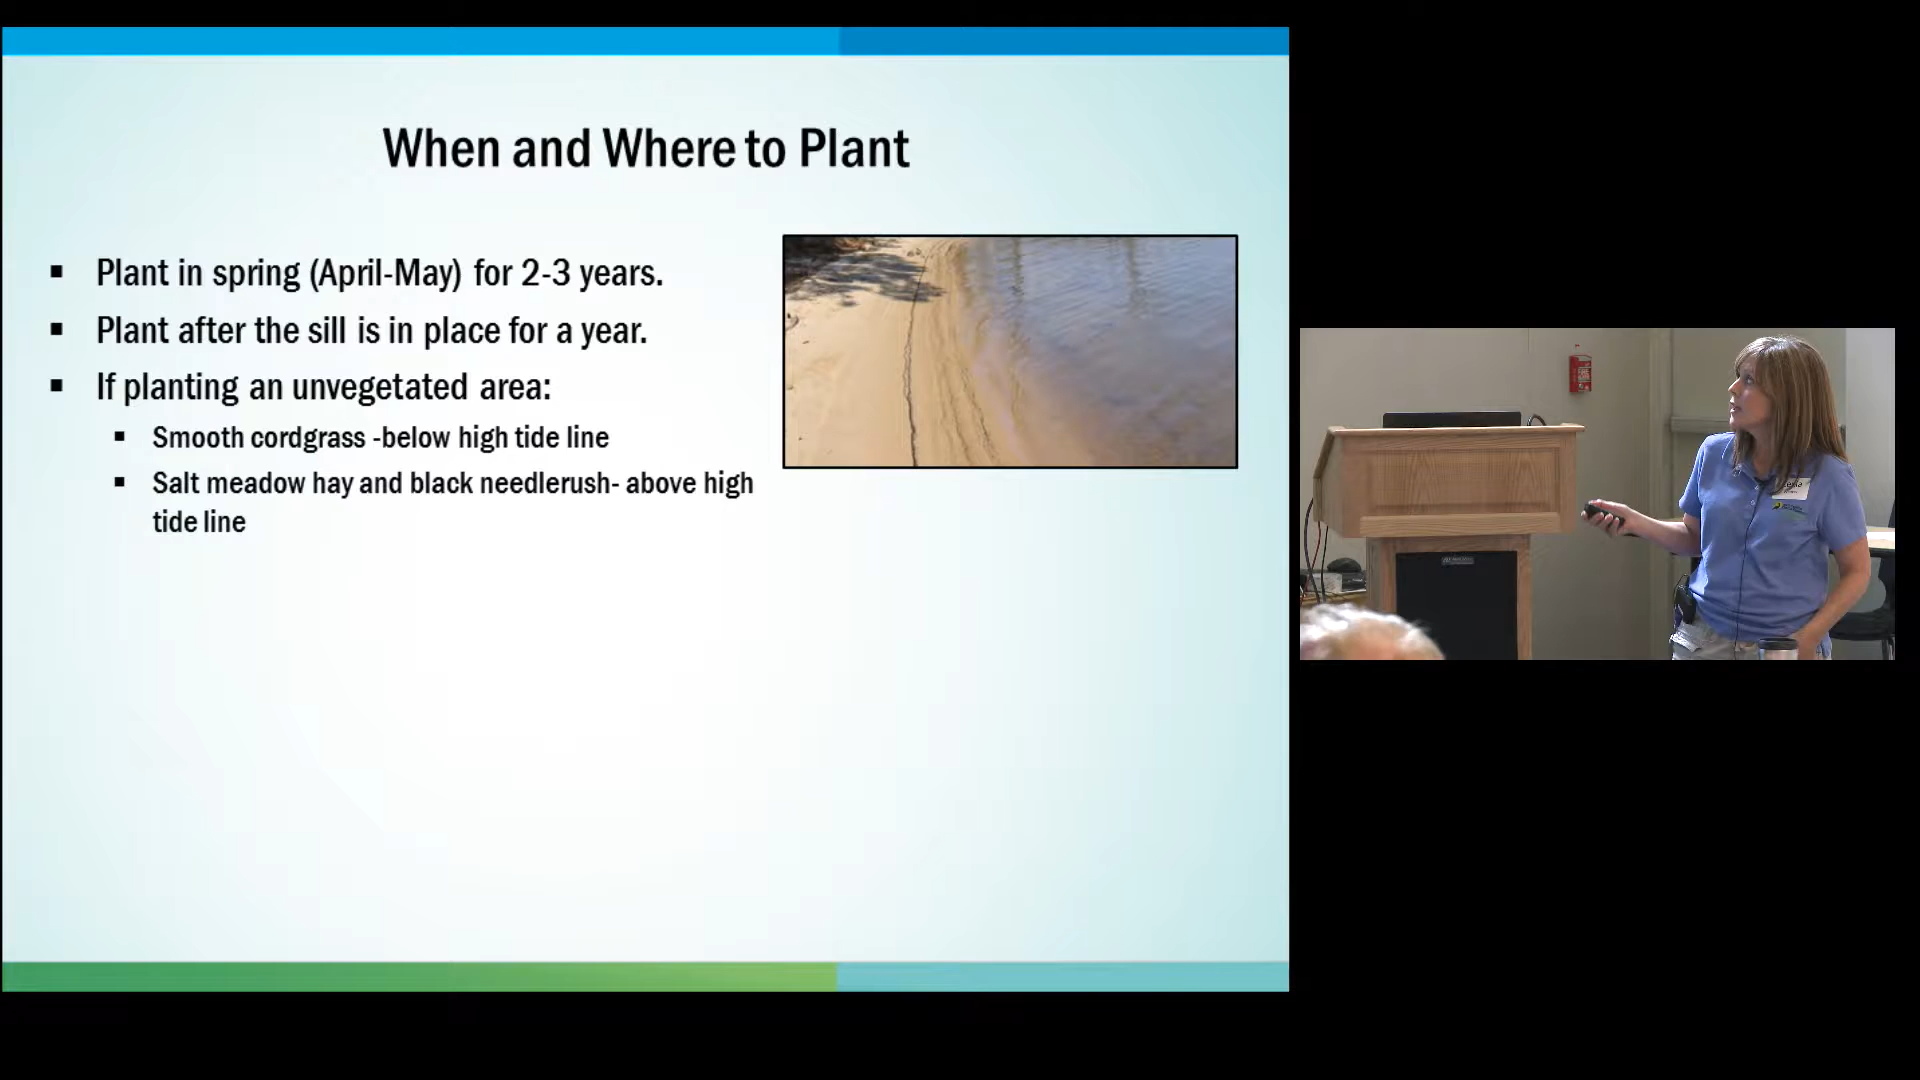 When and Where to Plant
▪ Plant in spring (April-May) for 2-3 years.
▪ Plant after the sill is in place for a year.
▪ If planting an unvegetated area:
▪ Smooth cordgrass -below high tide line
▪ Salt meadow hay and black needlerush- above high
tide line